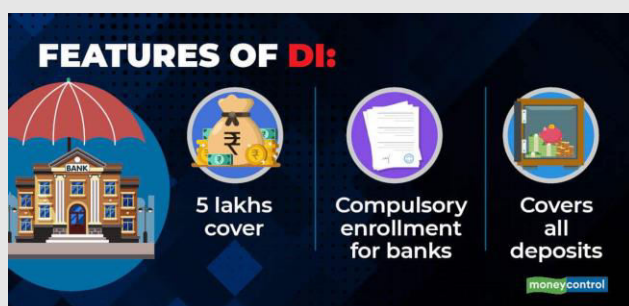 FEATURES OF DI:
BANK
₹
5 lakhs
cover
Compulsory
enrollment
for banks
Covers
all
deposits
moneycontrol